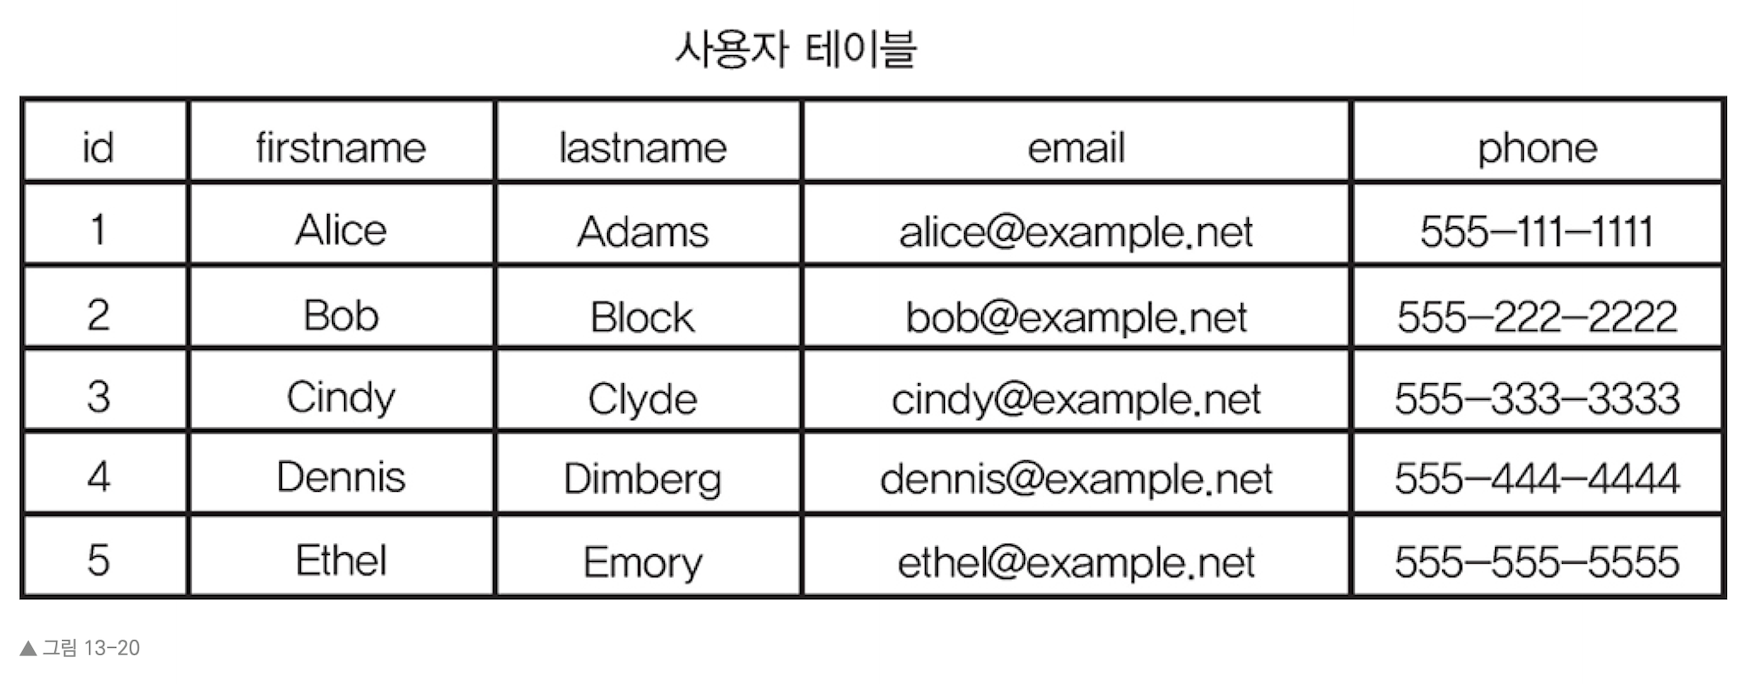 사용자 테이블
id firstname lastname email phone
1 Alice Adams alice@example.net 555–111–1111
2 Bob Block bob@example.net 555–222–2222
3 Cindy Clyde cindy@example.net 555–333–3333
4 Dennis Dimberg dennis@example.net 555–444–4444
5 Ethel Emory ethel@example.net 555–555–5555
▲ 그림 13-20